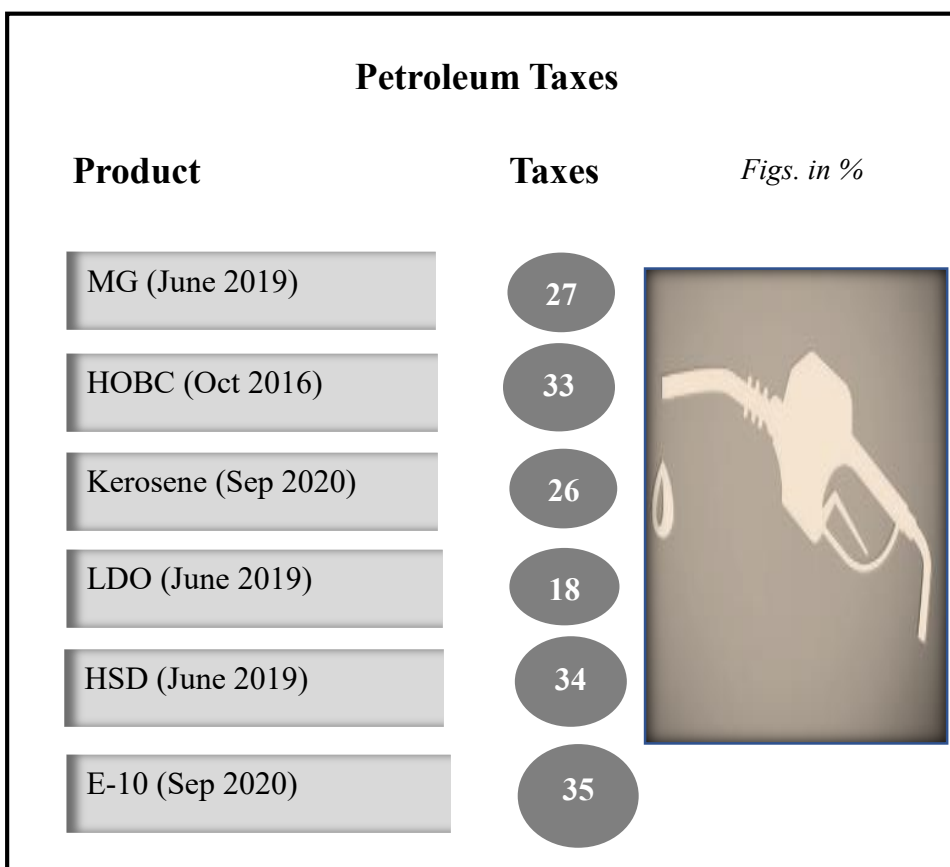 Petroleum Taxes
Product Taxes Figs. in %
MG (June 2019) 27
HOBC (Oct 2016) 33
Kerosene (Sep 2020) 26
LDO (June 2019) 18
HSD (June 2019) 34
E-10 (Sep 2020) 35